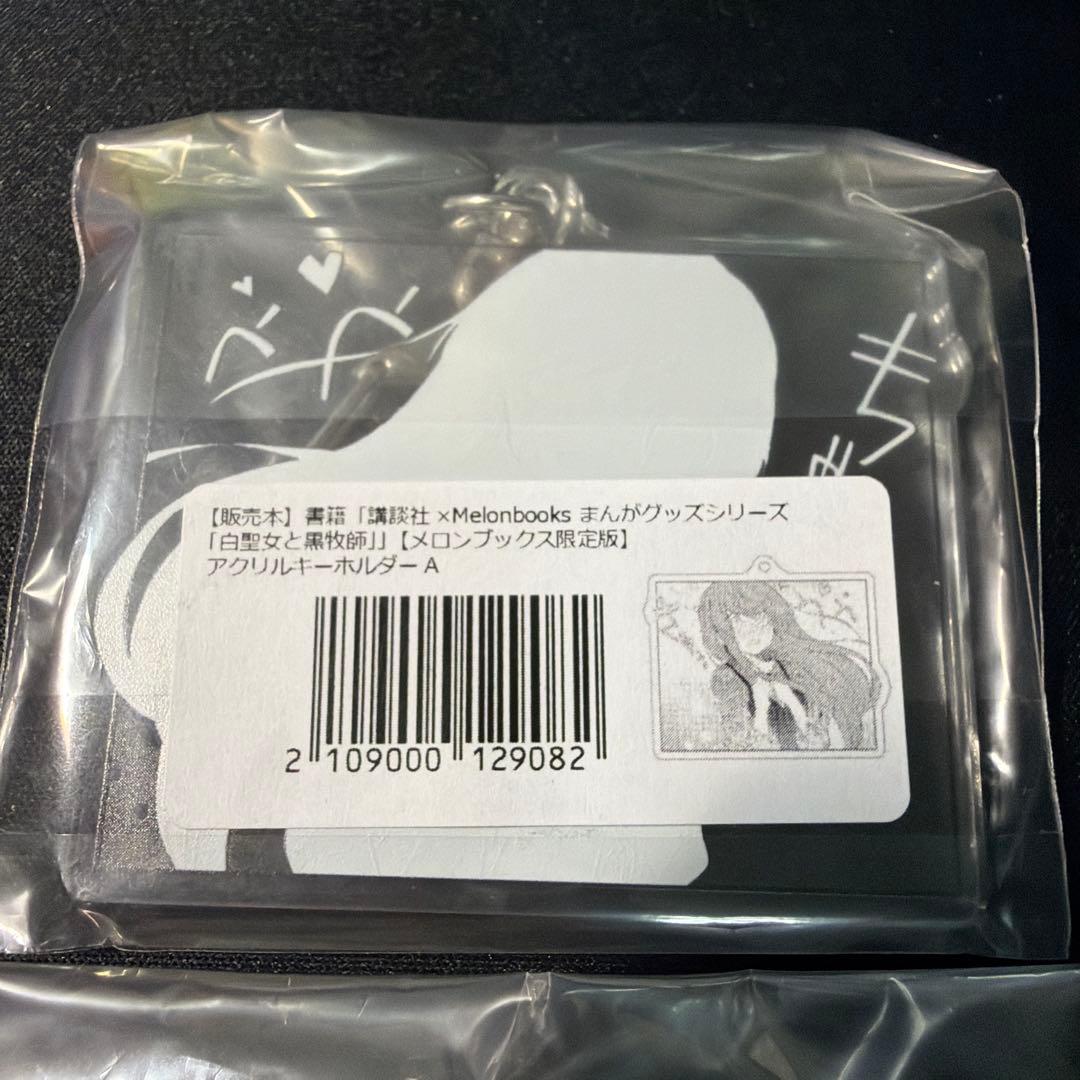 【販売本】書籍「講談社×Melonbooks まんがグッズシリーズ
「白聖女と黒牧師」」【メロンブックス限定版】
アクリルキーホルダー A
2 109000 129082